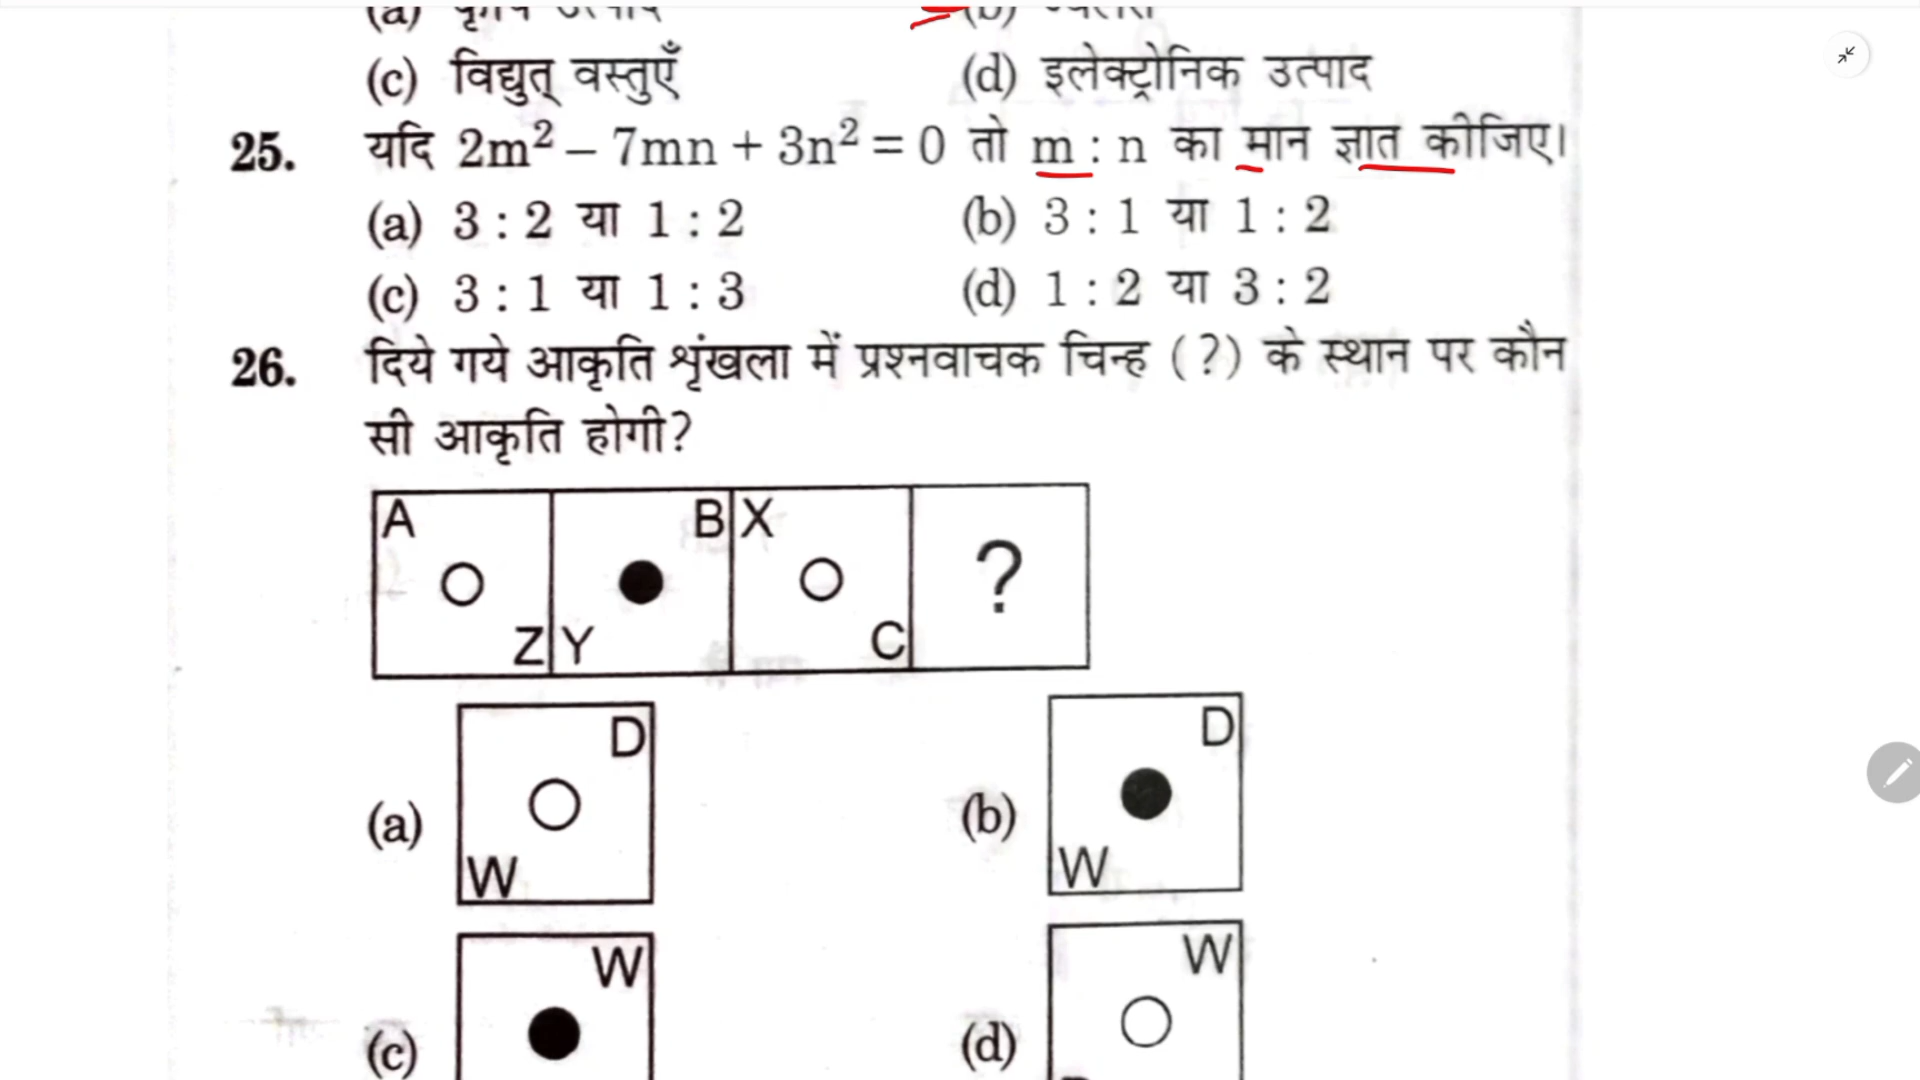 (c) विद्युत् वस्तुएँ (d) इलेक्ट्रोनिक उत्पाद
25. यदि 2m² – 7mn + 3n² = 0 तो m : n का मान ज्ञात कीजिए।
(a) 3 : 2 या 1 : 2 (b) 3 : 1 या 1 : 2
(c) 3 : 1 या 1 : 3 (d) 1 : 2 या 3 : 2
26. दिये गये आकृति शृंखला में प्रश्नवाचक चिन्ह (?) के स्थान पर कौन
सी आकृति होगी?
A B X
?
Z Y C
D D
(a) (b)
W W
W W
(c) (d)